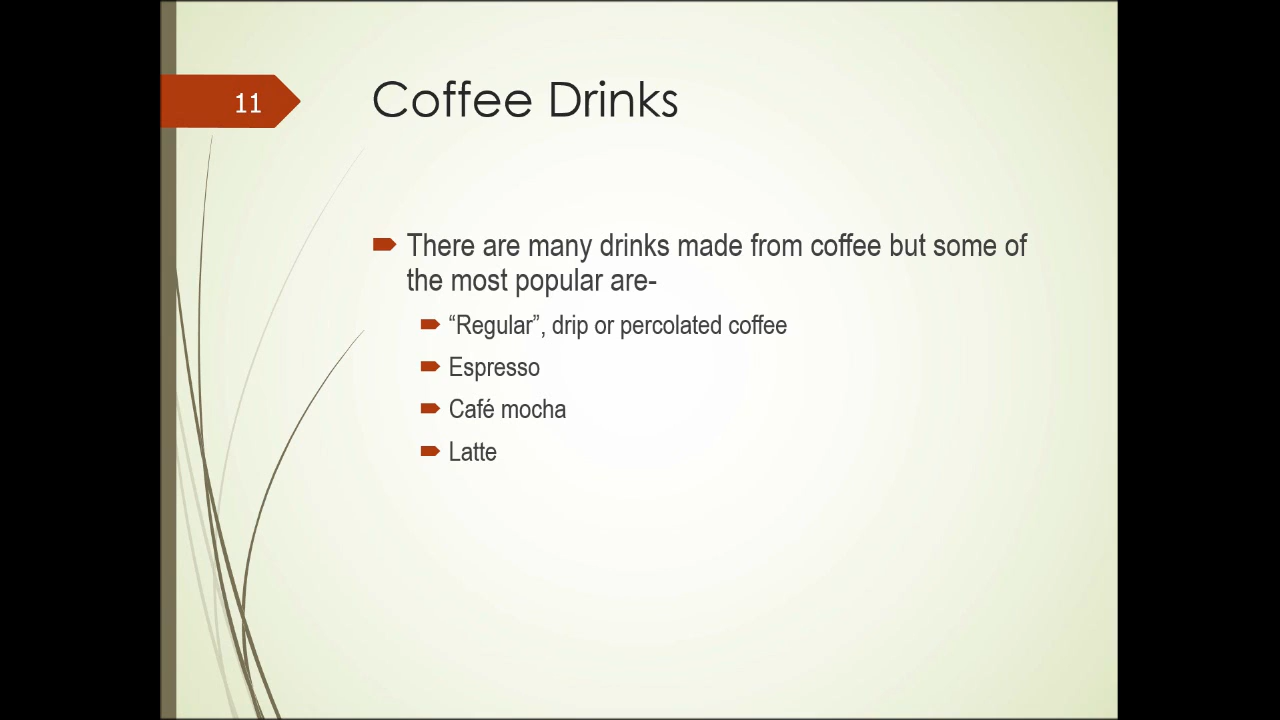 11
Coffee Drinks
There are many drinks made from coffee but some of
the most popular are-
“Regular”, drip or percolated coffee
Espresso
Café mocha
Latte